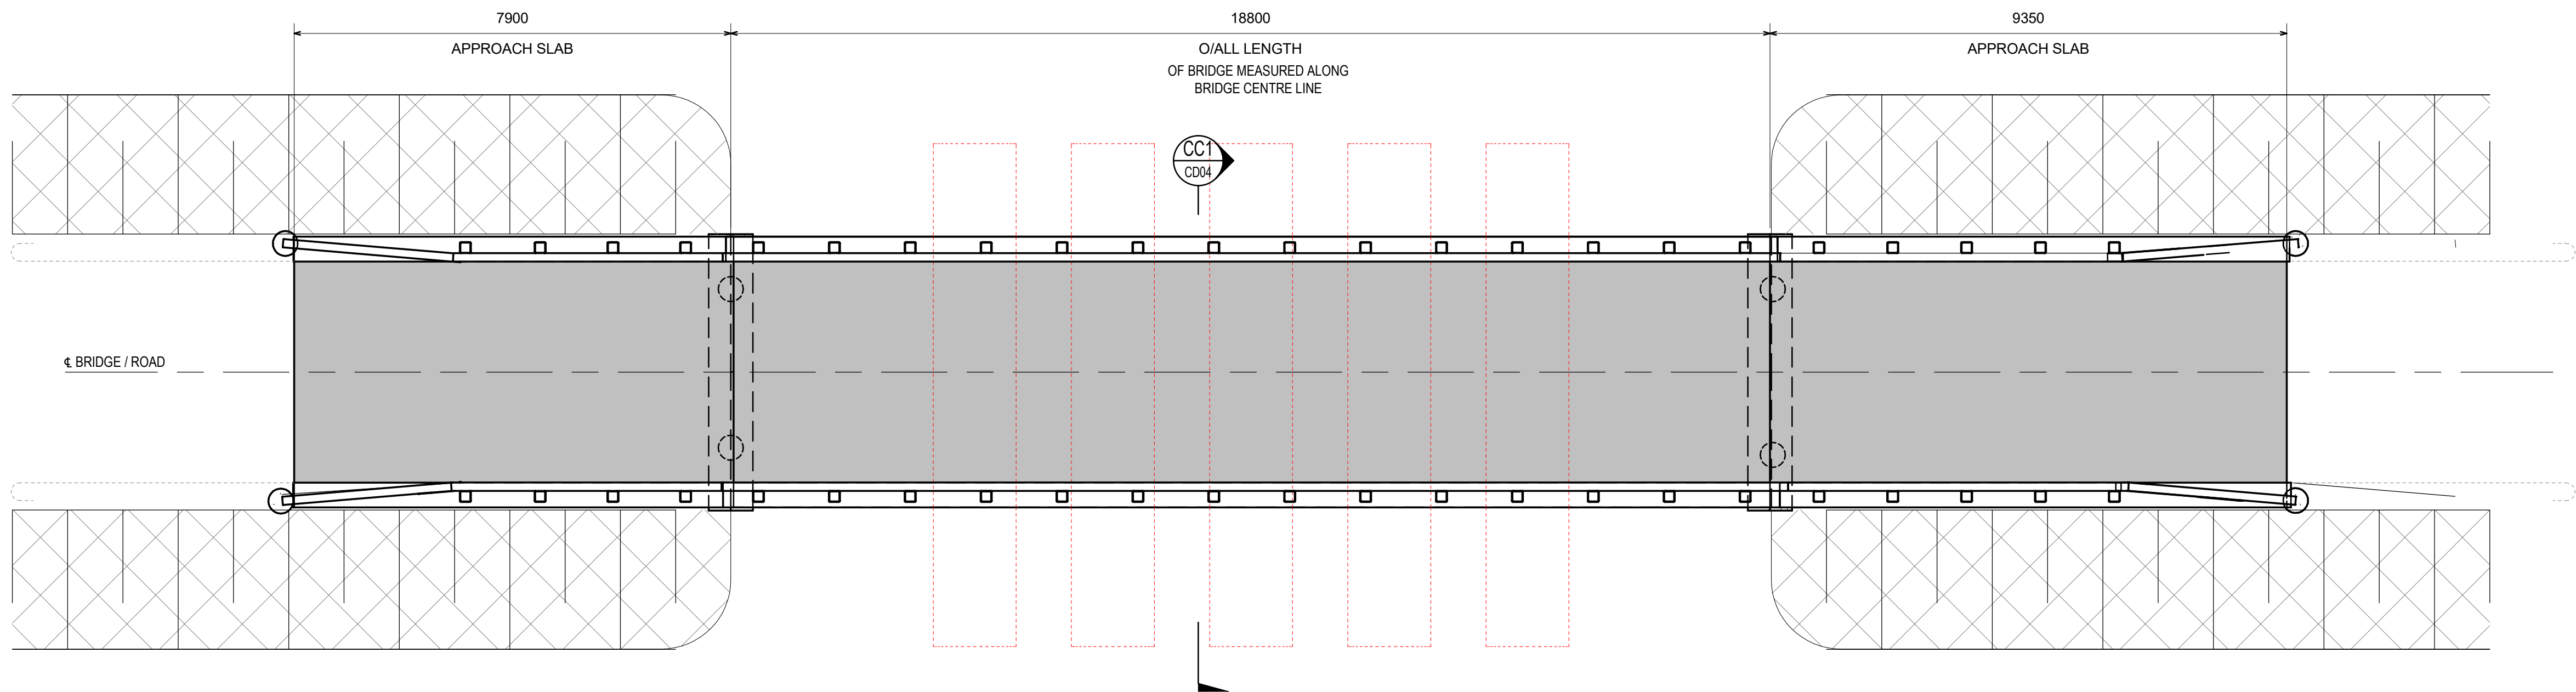 7900
18800
9350
APPROACH SLAB
O/ALL LENGTH
APPROACH SLAB
OF BRIDGE MEASURED ALONG
BRIDGE CENTRE LINE
CC1
CD04
℄ BRIDGE / ROAD